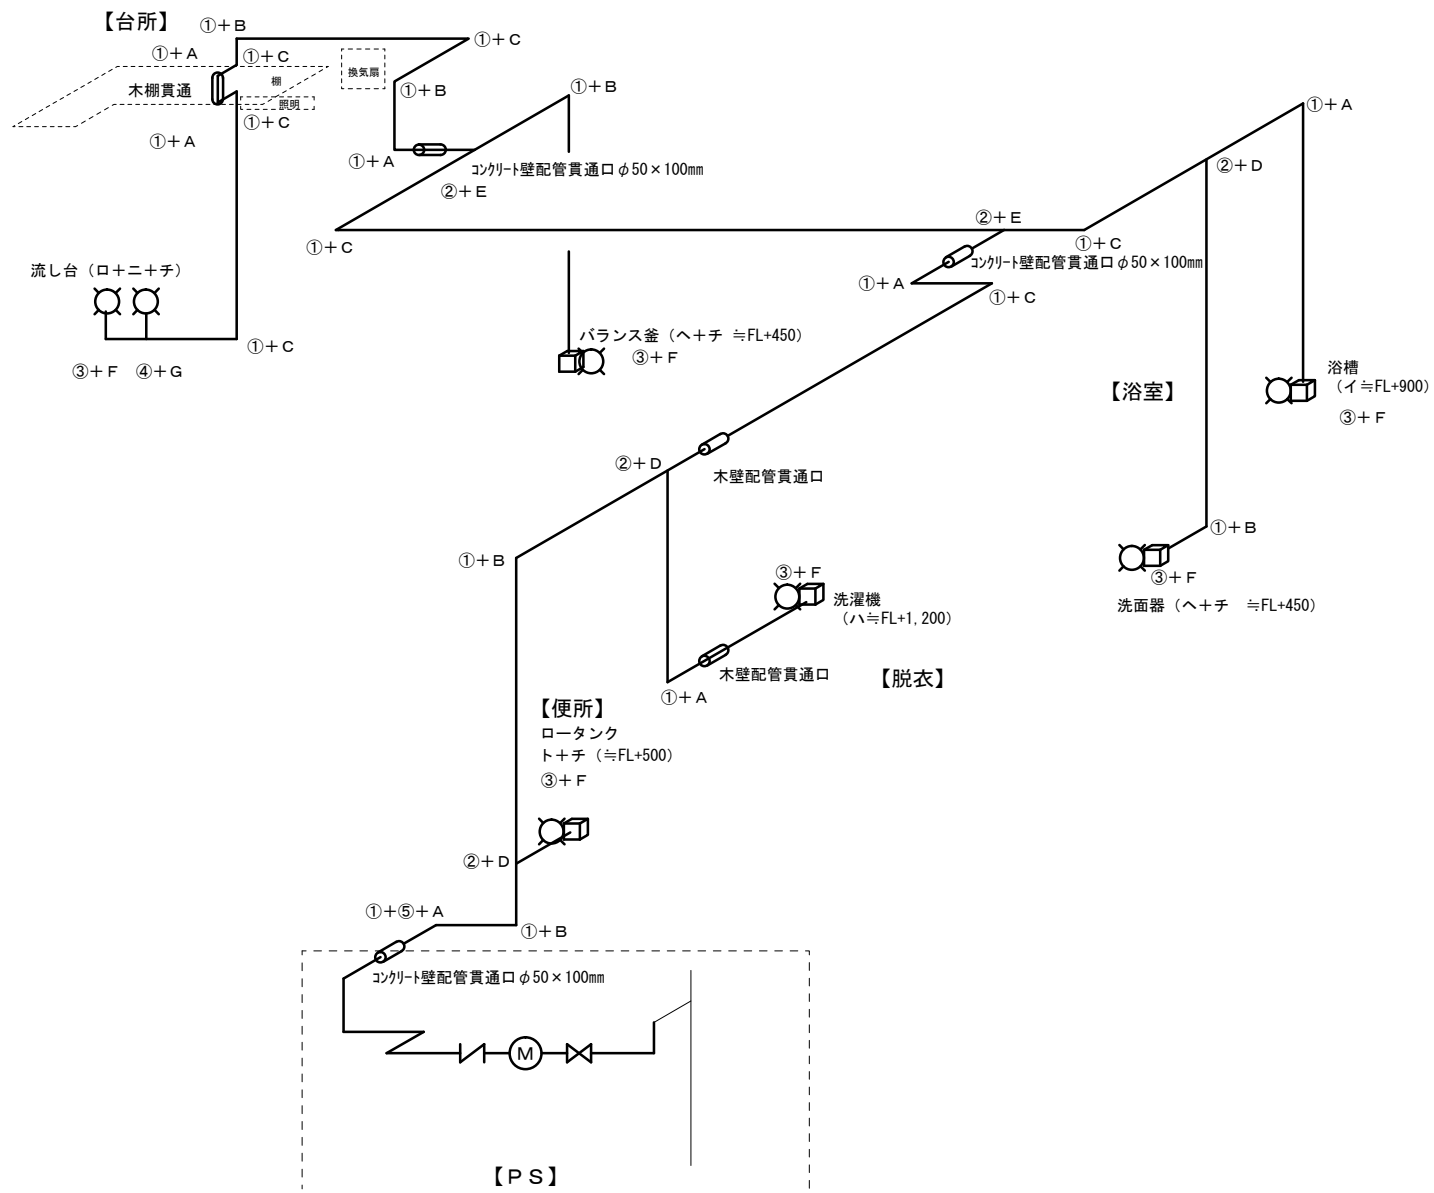 【台所】
①+B
①+C
①+A
①+C
換気扇
木棚貫通
棚
照明
①+B
①+B
①+C
①+A
①+A
コンクリート壁配管貫通口φ50×100mm
②+E
①+A
②+D
①+C
②+E
①+C
コンクリート壁配管貫通口φ50×100mm
①+A
①+C
流し台（ロ+ニ+チ）
①+C
③+F
④+G
バランス釜（ヘ+チ ≒FL+450）
③+F
【浴室】
浴槽
（イ≒FL+900）
③+F
②+D
木壁配管貫通口
①+B
①+B
③+F
洗面器（ヘ+チ ≒FL+450）
③+F
洗濯機
（ハ≒FL+1,200）
木壁配管貫通口
【脱衣】
①+A
【便所】
ロータンク
ト+チ（≒FL+500）
③+F
②+D
①+⑤+A
①+B
コンクリート壁配管貫通口φ50×100mm
M
【ＰＳ】